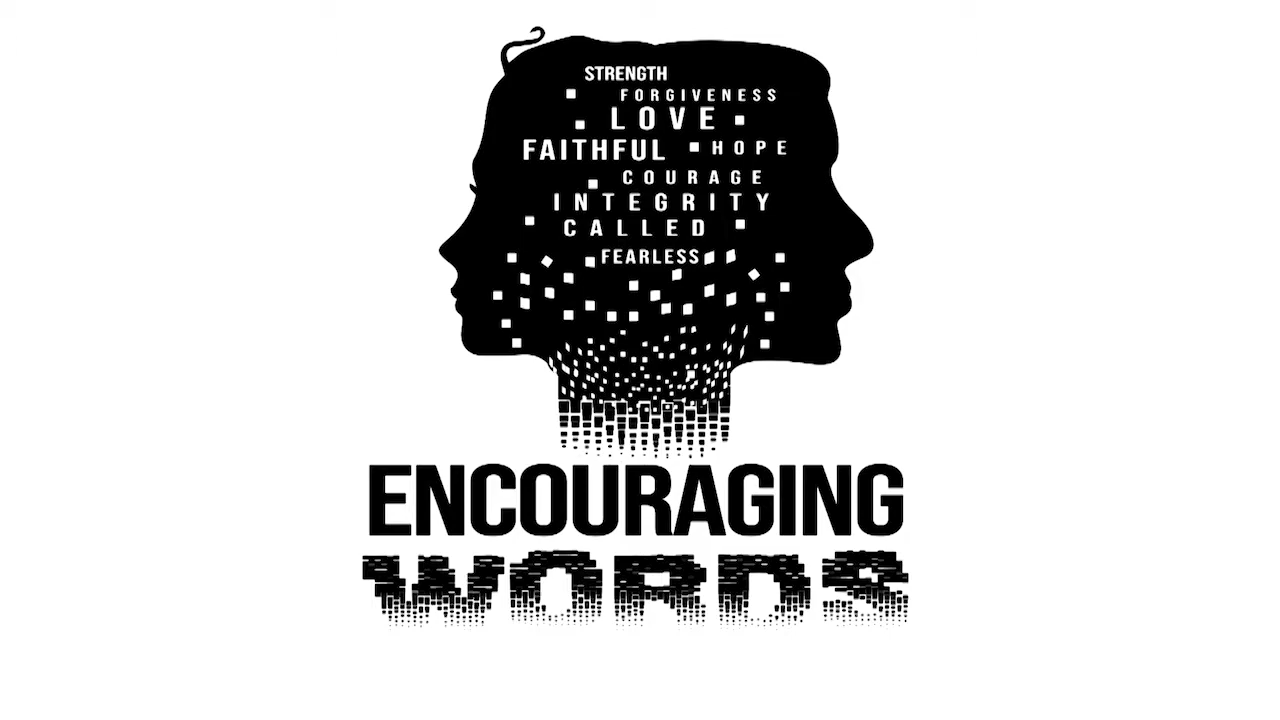 STRENGTH
FORGIVENESS
LOVE
FAITHFUL HOPE
COURAGE
INTEGRITY
CALLED
FEARLESS
ENCOURAGING
WORDS